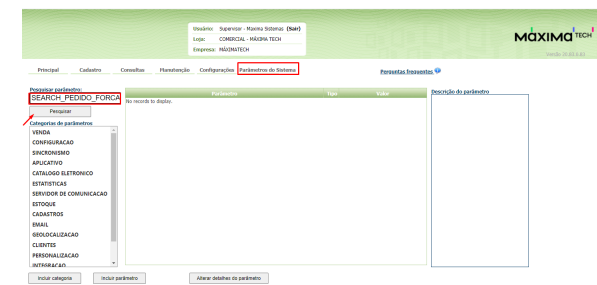 Usuário: Supervisor - Maxima Sistemas (Sair)
Loja: COMERCIAL - MÁXIMA TECH
Empresa: MÁXIMATECH
MÁXIMA TECH
Principal Cadastro Consultas Manutenção Configurações Parâmetros do Sistema Perguntas frequentes
Pesquisar parâmetro:
SEARCH_PEDIDO_FORCA
Pesquisar
Parâmetro Tipo Valor
No records to display.
Descrição do parâmetro
Categorias de parâmetros
VENDA
CONFIGURACAO
SINCRONISMO
APLICATIVO
CATALOGO ELETRONICO
ESTATISTICAS
SERVIDOR DE COMUNICACAO
ESTOQUE
CADASTROS
EMAIL
GEOLOCALIZACAO
CLIENTES
PERSONALIZACAO
INTEGRACAO
Incluir categoria Incluir parâmetro Alterar detalhes do parâmetro